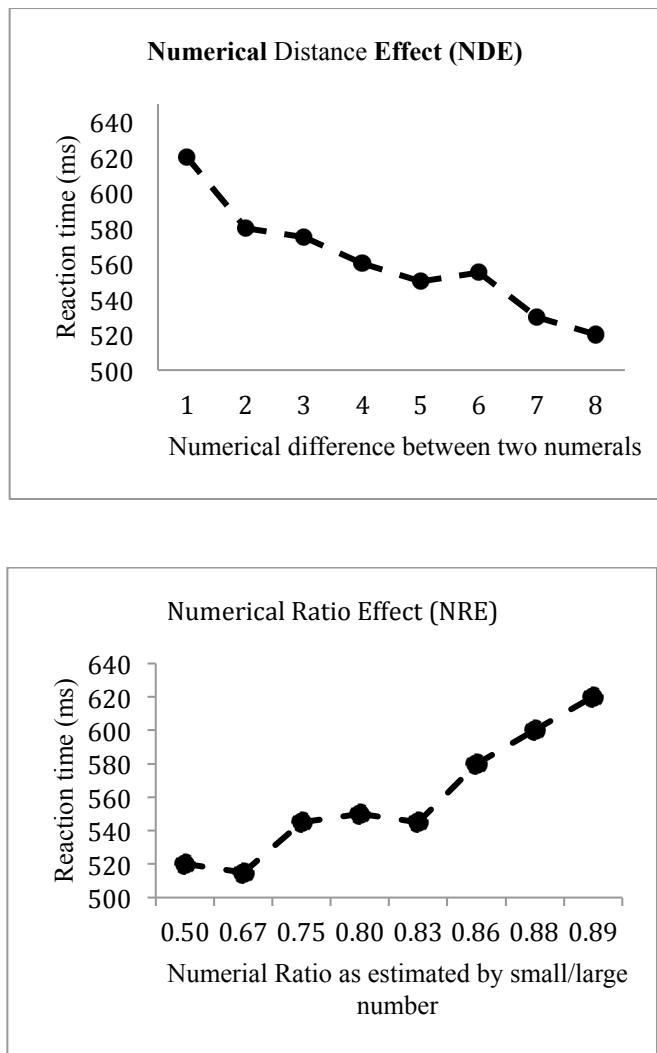 Numerical Distance Effect (NDE)
Reaction time (ms)
640
620
600
580
560
540
520
500
1 2 3 4 5 6 7 8
Numerical difference between two numerals
Numerical Ratio Effect (NRE)
Reaction time (ms)
640
620
600
580
560
540
520
500
0.50 0.67 0.75 0.80 0.83 0.86 0.88 0.89
Numerial Ratio as estimated by small/large
number